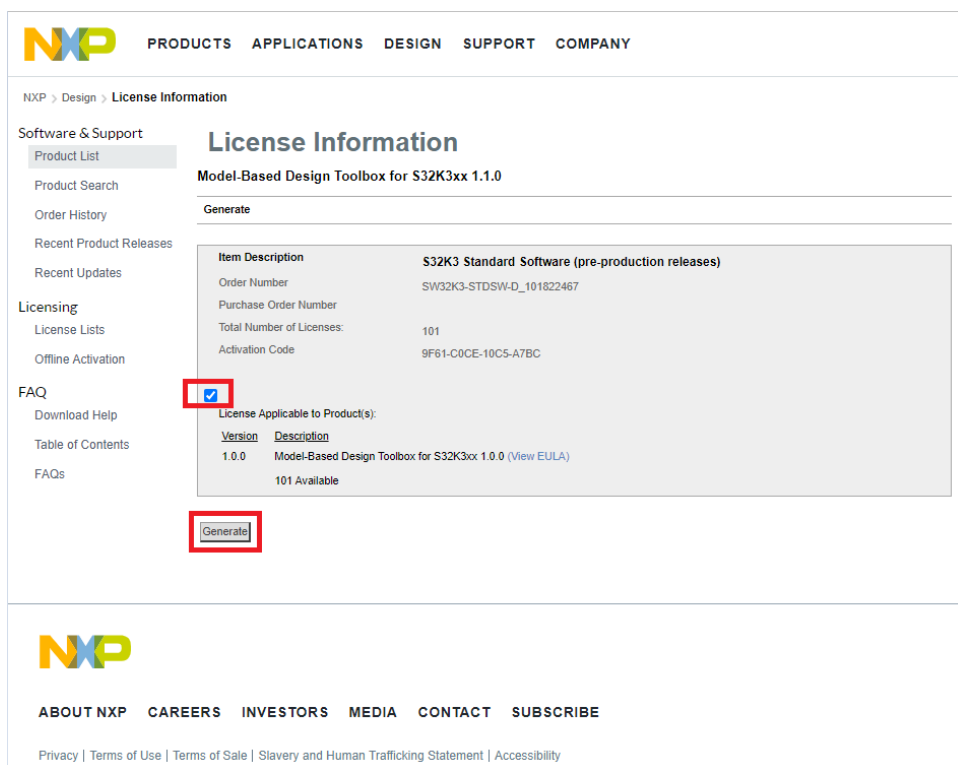 NXP PRODUCTS APPLICATIONS DESIGN SUPPORT COMPANY
NXP > Design > License Information
Software & Support
Product List
Product Search
Order History
Recent Product Releases
Recent Updates
Licensing
License Lists
Offline Activation
FAQ
Download Help
Table of Contents
FAQs
License Information
Model-Based Design Toolbox for S32K3xx 1.1.0
Generate
Item Description S32K3 Standard Software (pre-production releases)
Order Number SW32K3-STDSW-D_101822467
Purchase Order Number
Total Number of Licenses: 101
Activation Code 9F61-C0CE-10C5-A7BC
License Applicable to Product(s):
Version Description
1.0.0 Model-Based Design Toolbox for S32K3xx 1.0.0 (View EULA)
101 Available
Generate
NXP
ABOUT NXP CAREERS INVESTORS MEDIA CONTACT SUBSCRIBE
Privacy | Terms of Use | Terms of Sale | Slavery and Human Trafficking Statement | Accessibility